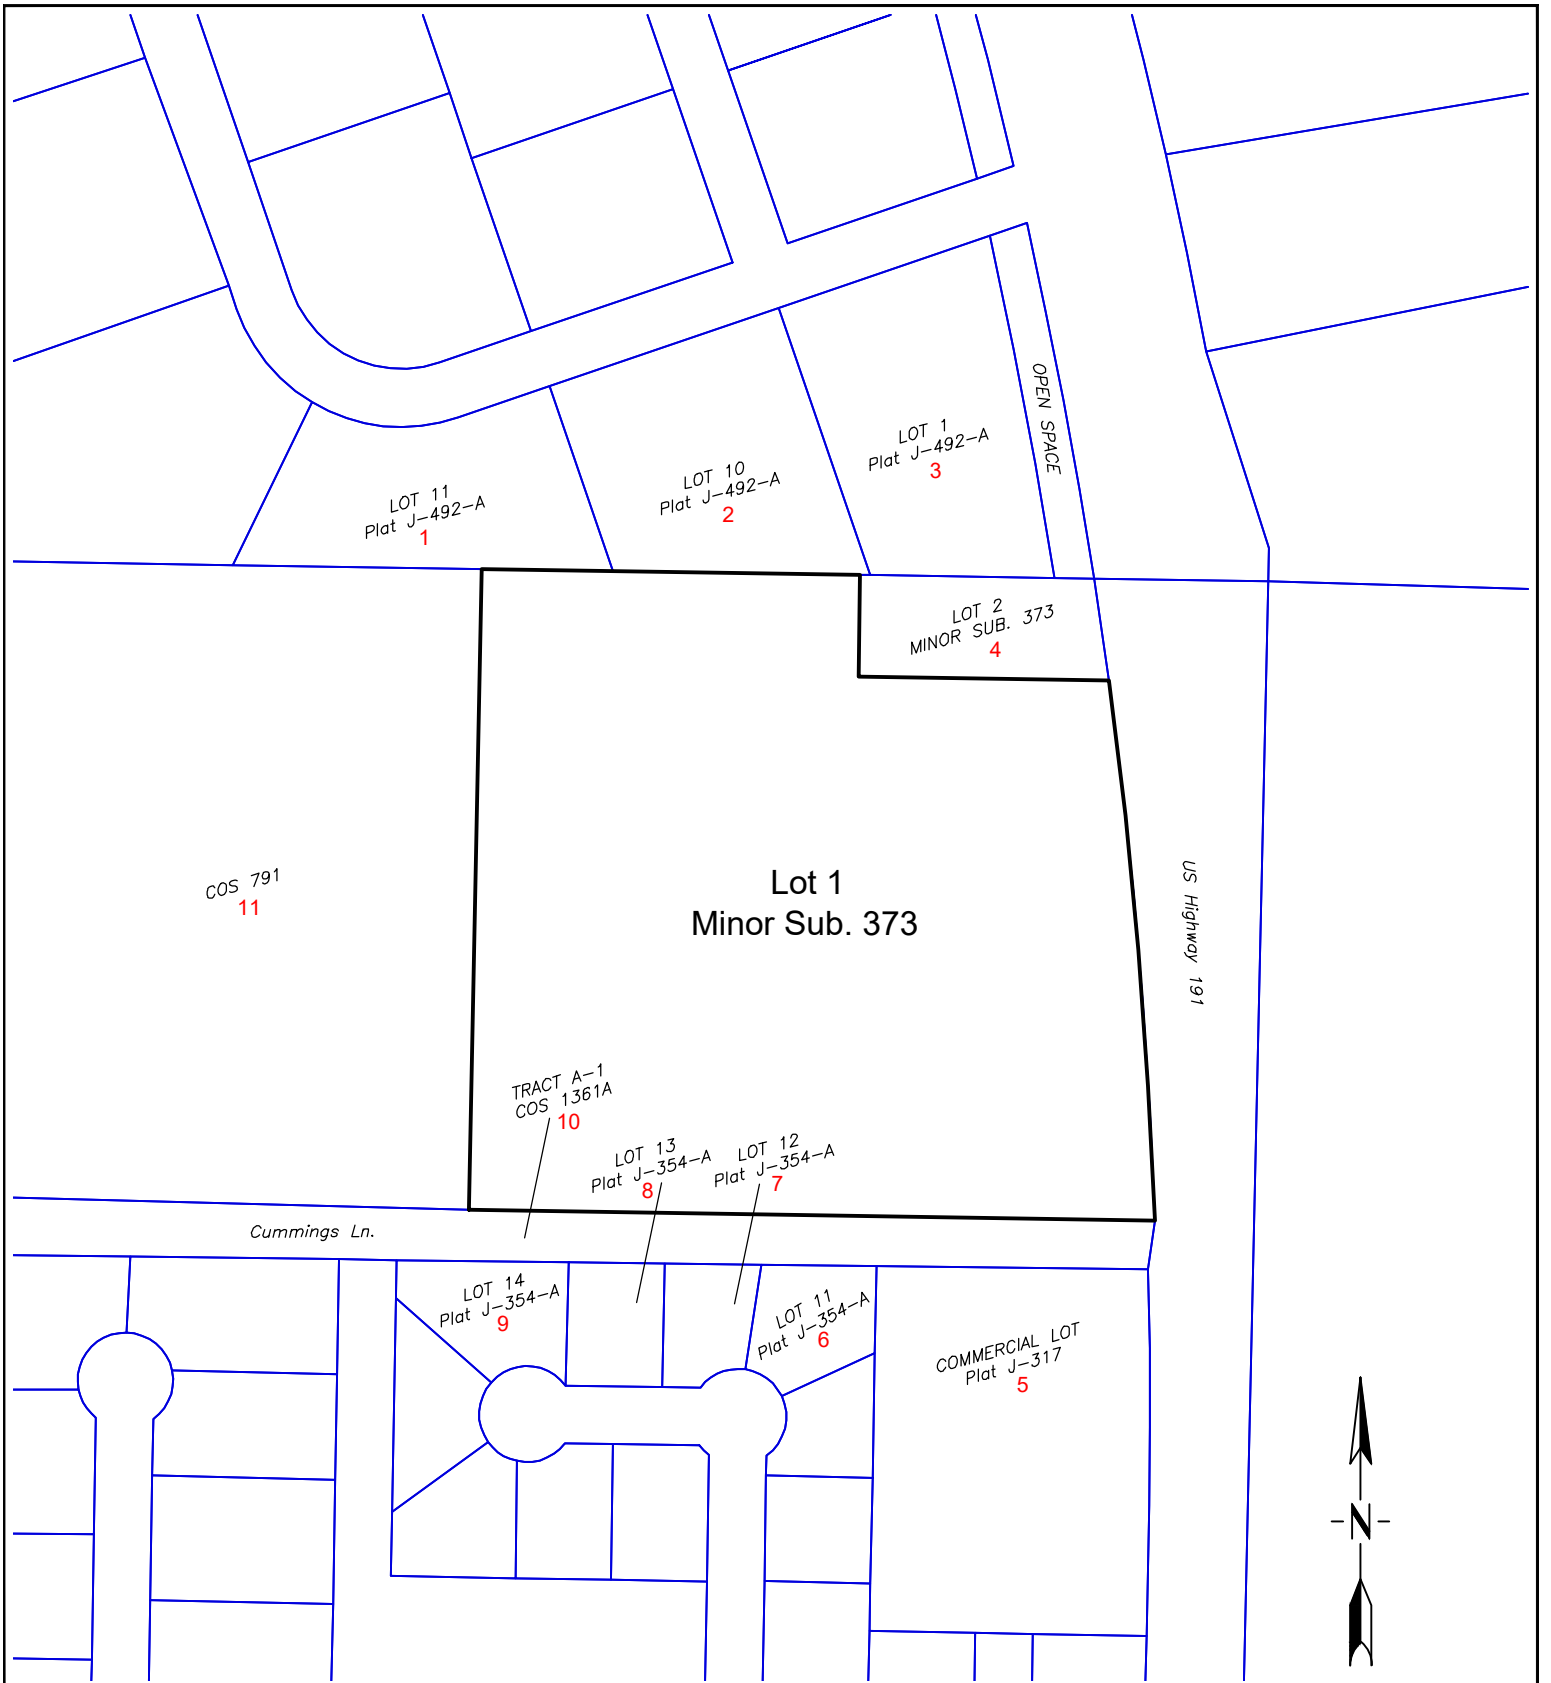 OPEN SPACE
LOT 1
Plat J-492-A
3
LOT 10
Plat J-492-A
2
LOT 11
Plat J-492-A
1
LOT 2
MINOR SUB. 373
4
COS 791
11
Lot 1
Minor Sub. 373
US Highway 191
TRACT A-1
COS 1361A
10
LOT 13
Plat J-354-A
8
LOT 12
Plat J-354-A
7
Cummings Ln.
LOT 14
Plat J-354-A
9
LOT 11
Plat J-354-A
6
COMMERCIAL LOT
Plat J-317
5
-N-